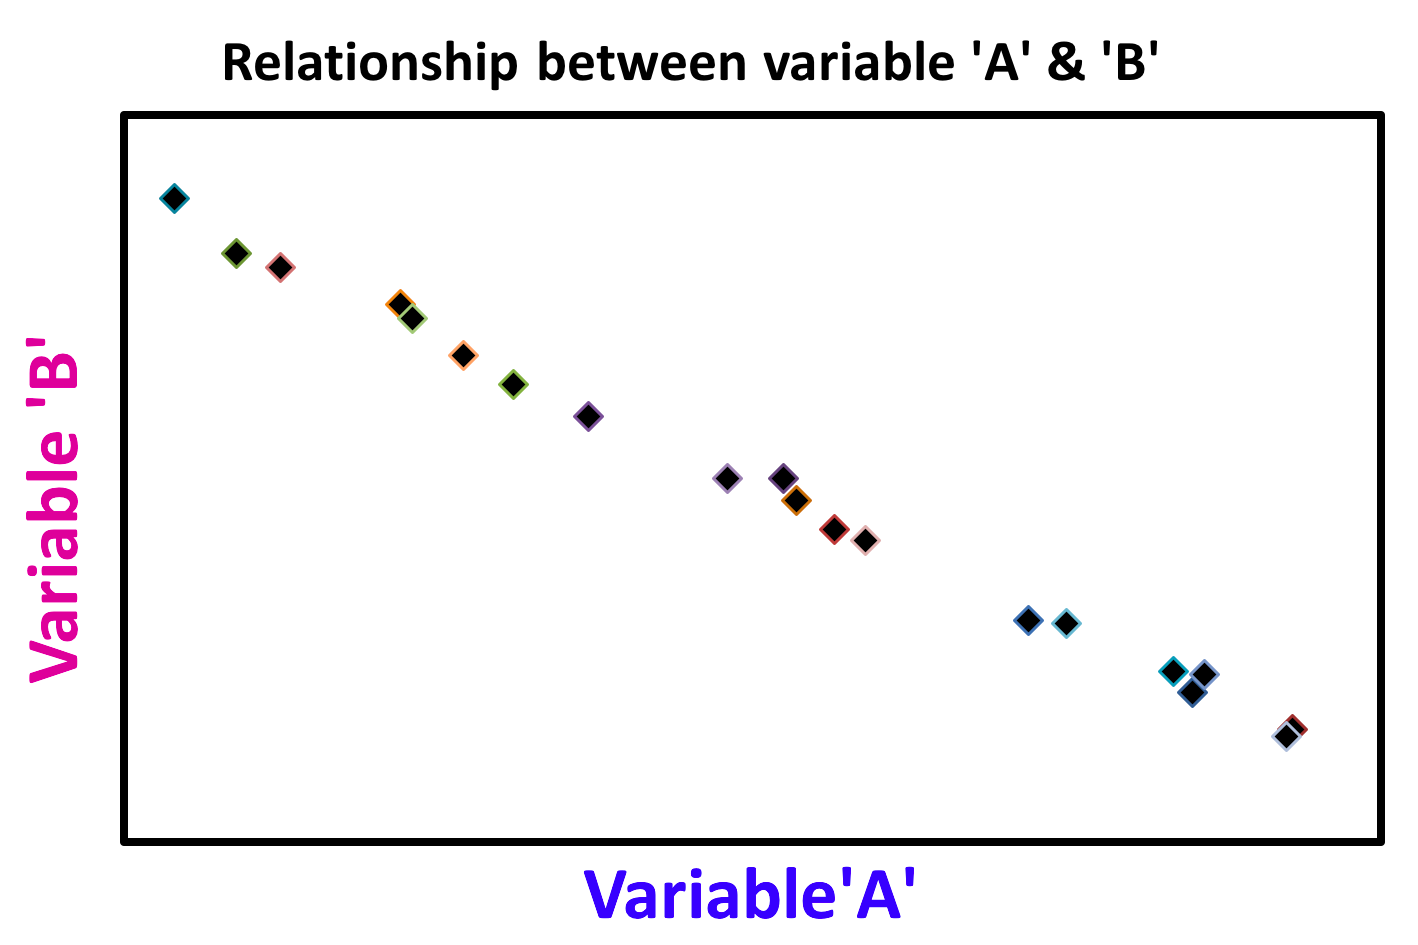 Relationship between variable 'A' & 'B'
Variable 'B'
Variable'A'